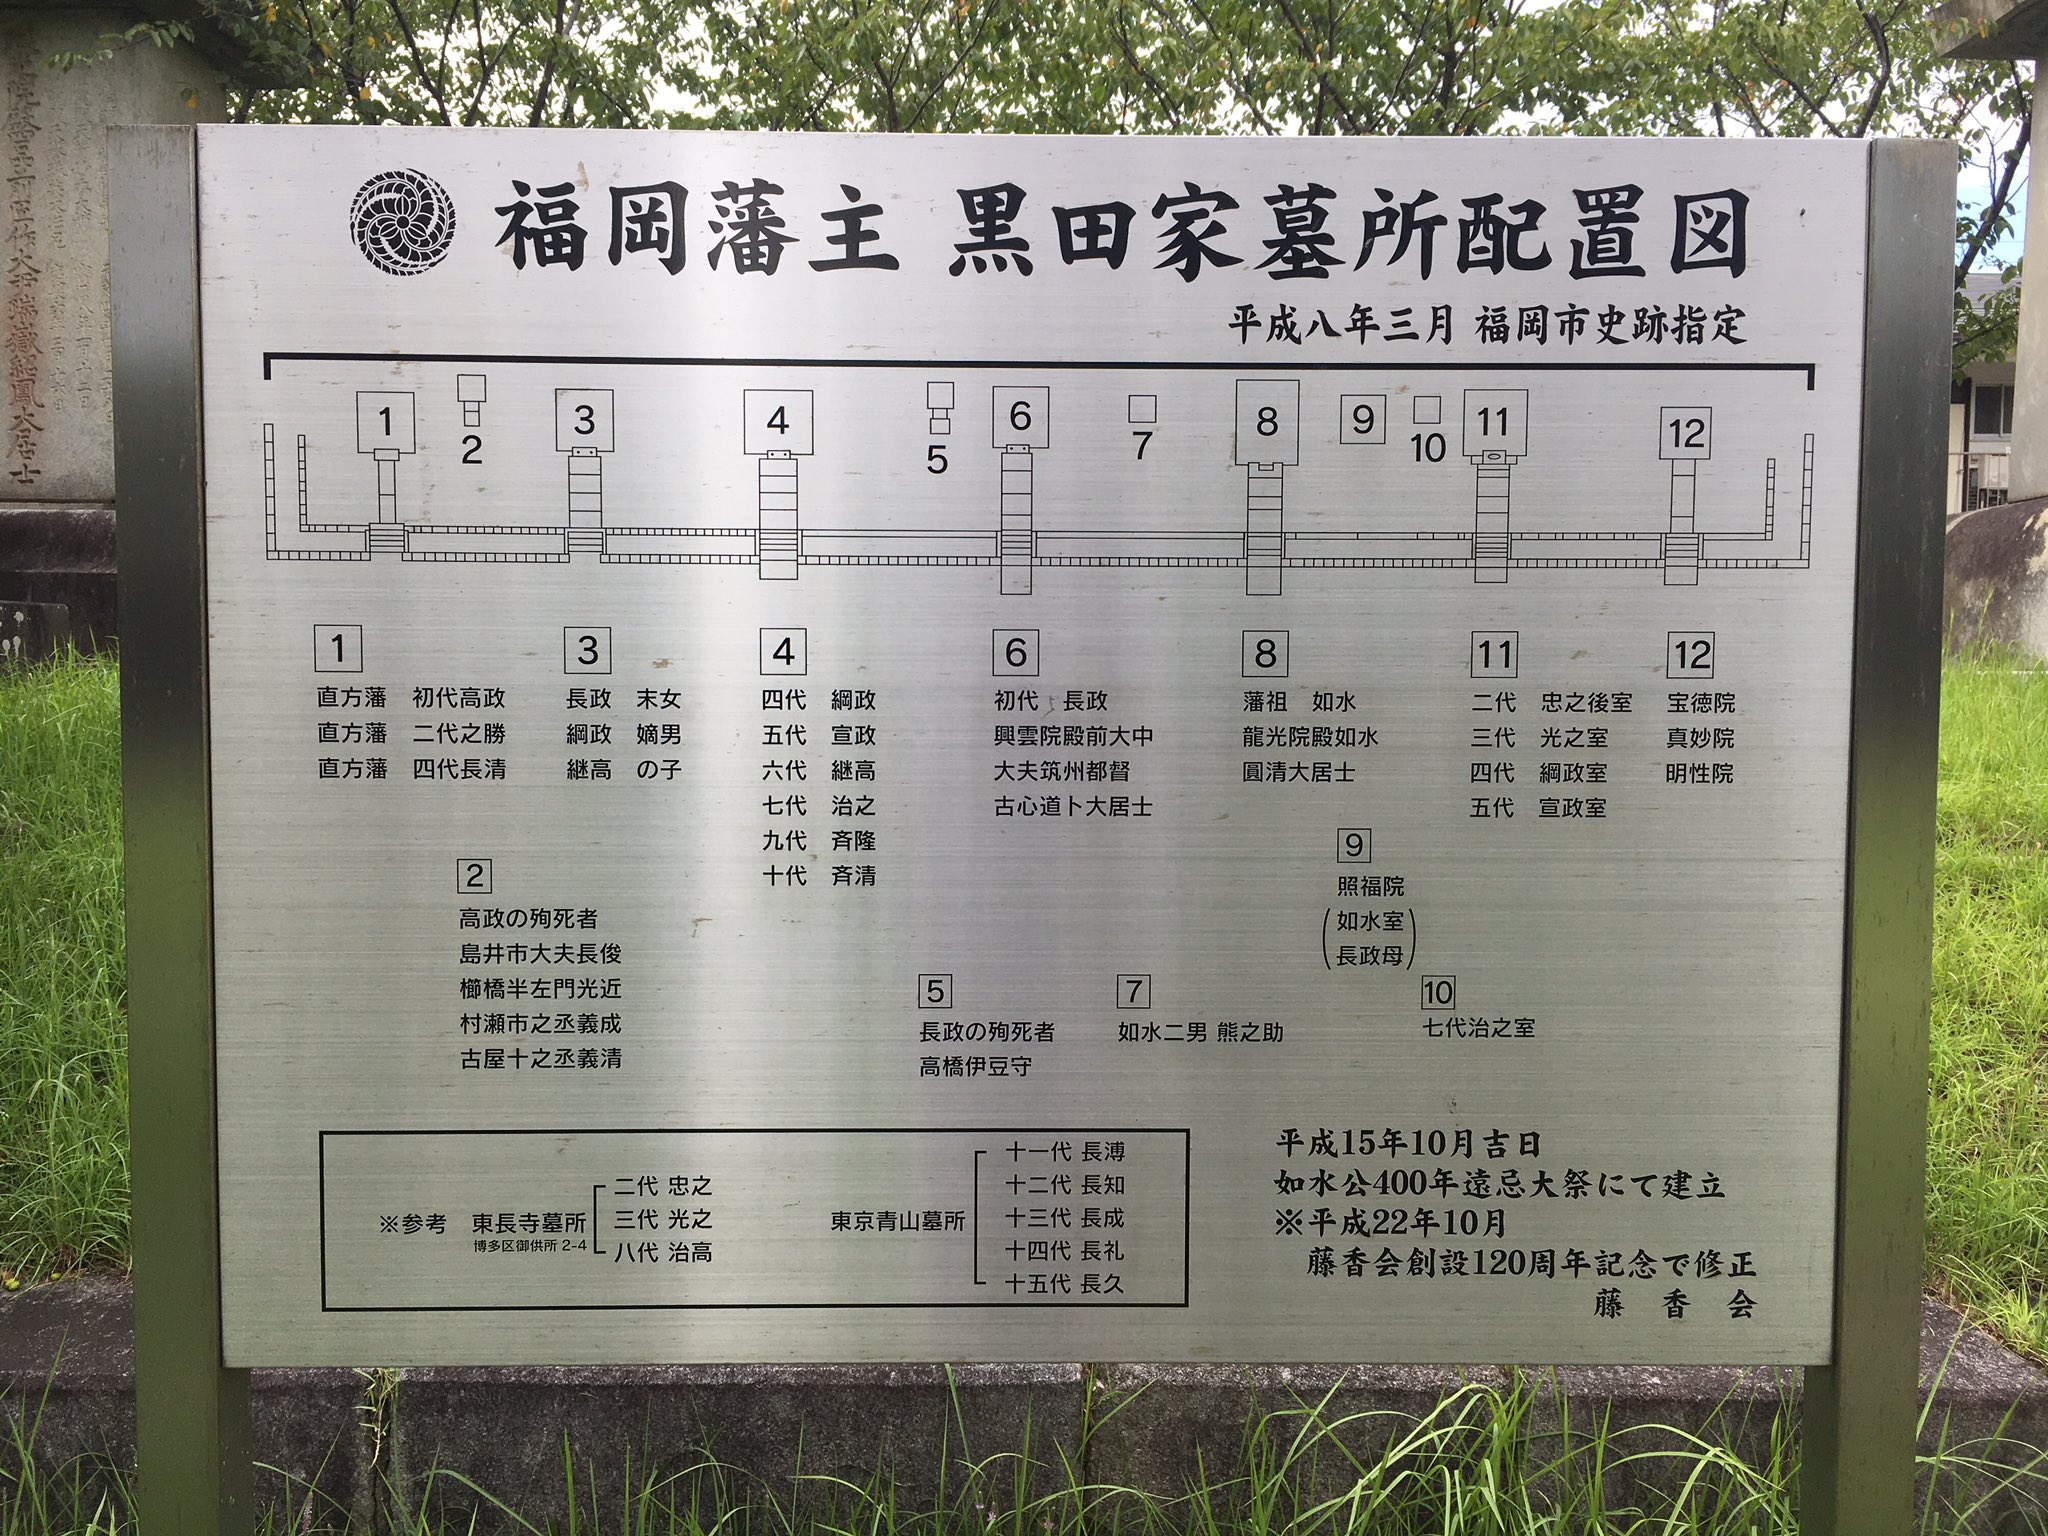 福岡藩主 黒田家墓所配置図
平成八年三月 福岡市史跡指定
1
2
3
4
5
6
7
8
9
10
11
12
1
直方藩 初代高政
直方藩 二代之勝
直方藩 四代長清
3
長政 末女
綱政 嫡男
継高 の子
4
四代 綱政
五代 宣政
六代 継高
七代 治之
九代 斉隆
十代 斉清
6
初代 長政
興雲院殿前大中
大夫筑州都督
古心道卜大居士
8
藩祖 如水
龍光院殿如水
圓清大居士
11
二代 忠之後室
三代 光之室
四代 綱政室
五代 宣政室
12
宝徳院
真妙院
明性院
2
高政の殉死者
島井市大夫長俊
櫛橋半左門光近
村瀬市之丞義成
古屋十之丞義清
5
長政の殉死者
高橋伊豆守
7
如水二男 熊之助
9
照福院
(如水室
長政母)
10
七代治之室
※参考 東長寺墓所
博多区御供所 2-4
二代 忠之
三代 光之
八代 治高
東京青山墓所
十一代 長溥
十二代 長知
十三代 長成
十四代 長礼
十五代 長久
平成15年10月吉日
如水公400年遠忌大祭にて建立
※平成22年10月
藤香会創設120周年記念で修正
藤 香 会